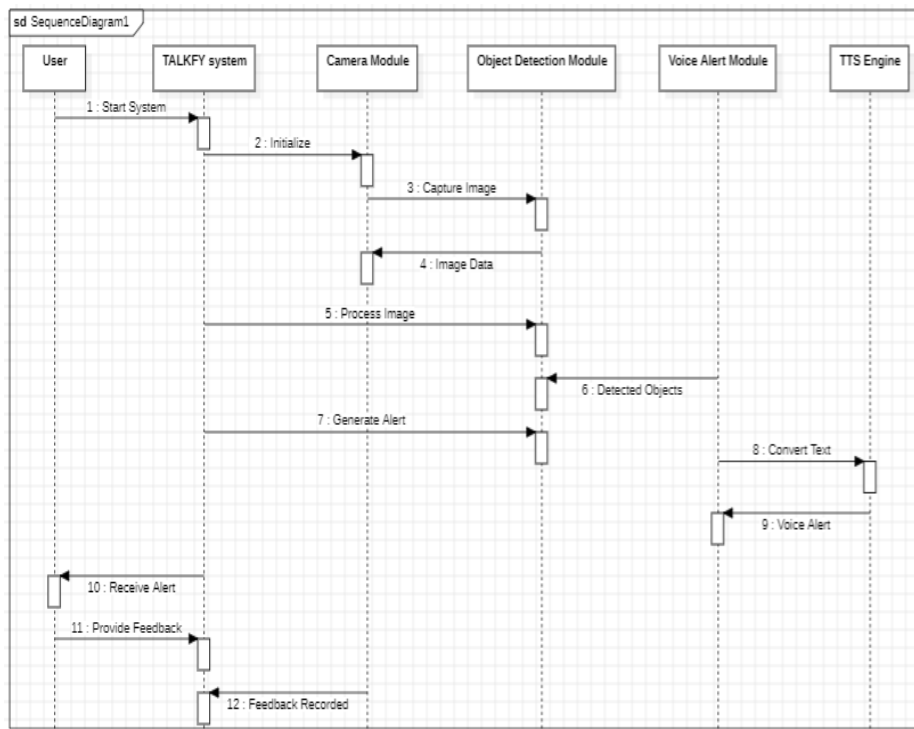 sd SequenceDiagram1
User
TALKFY system
Camera Module
Object Detection Module
Voice Alert Module
TTS Engine
1 : Start System
2 : Initialize
3 : Capture Image
4 : Image Data
5 : Process Image
6 : Detected Objects
7 : Generate Alert
8 : Convert Text
9 : Voice Alert
10 : Receive Alert
11 : Provide Feedback
12 : Feedback Recorded